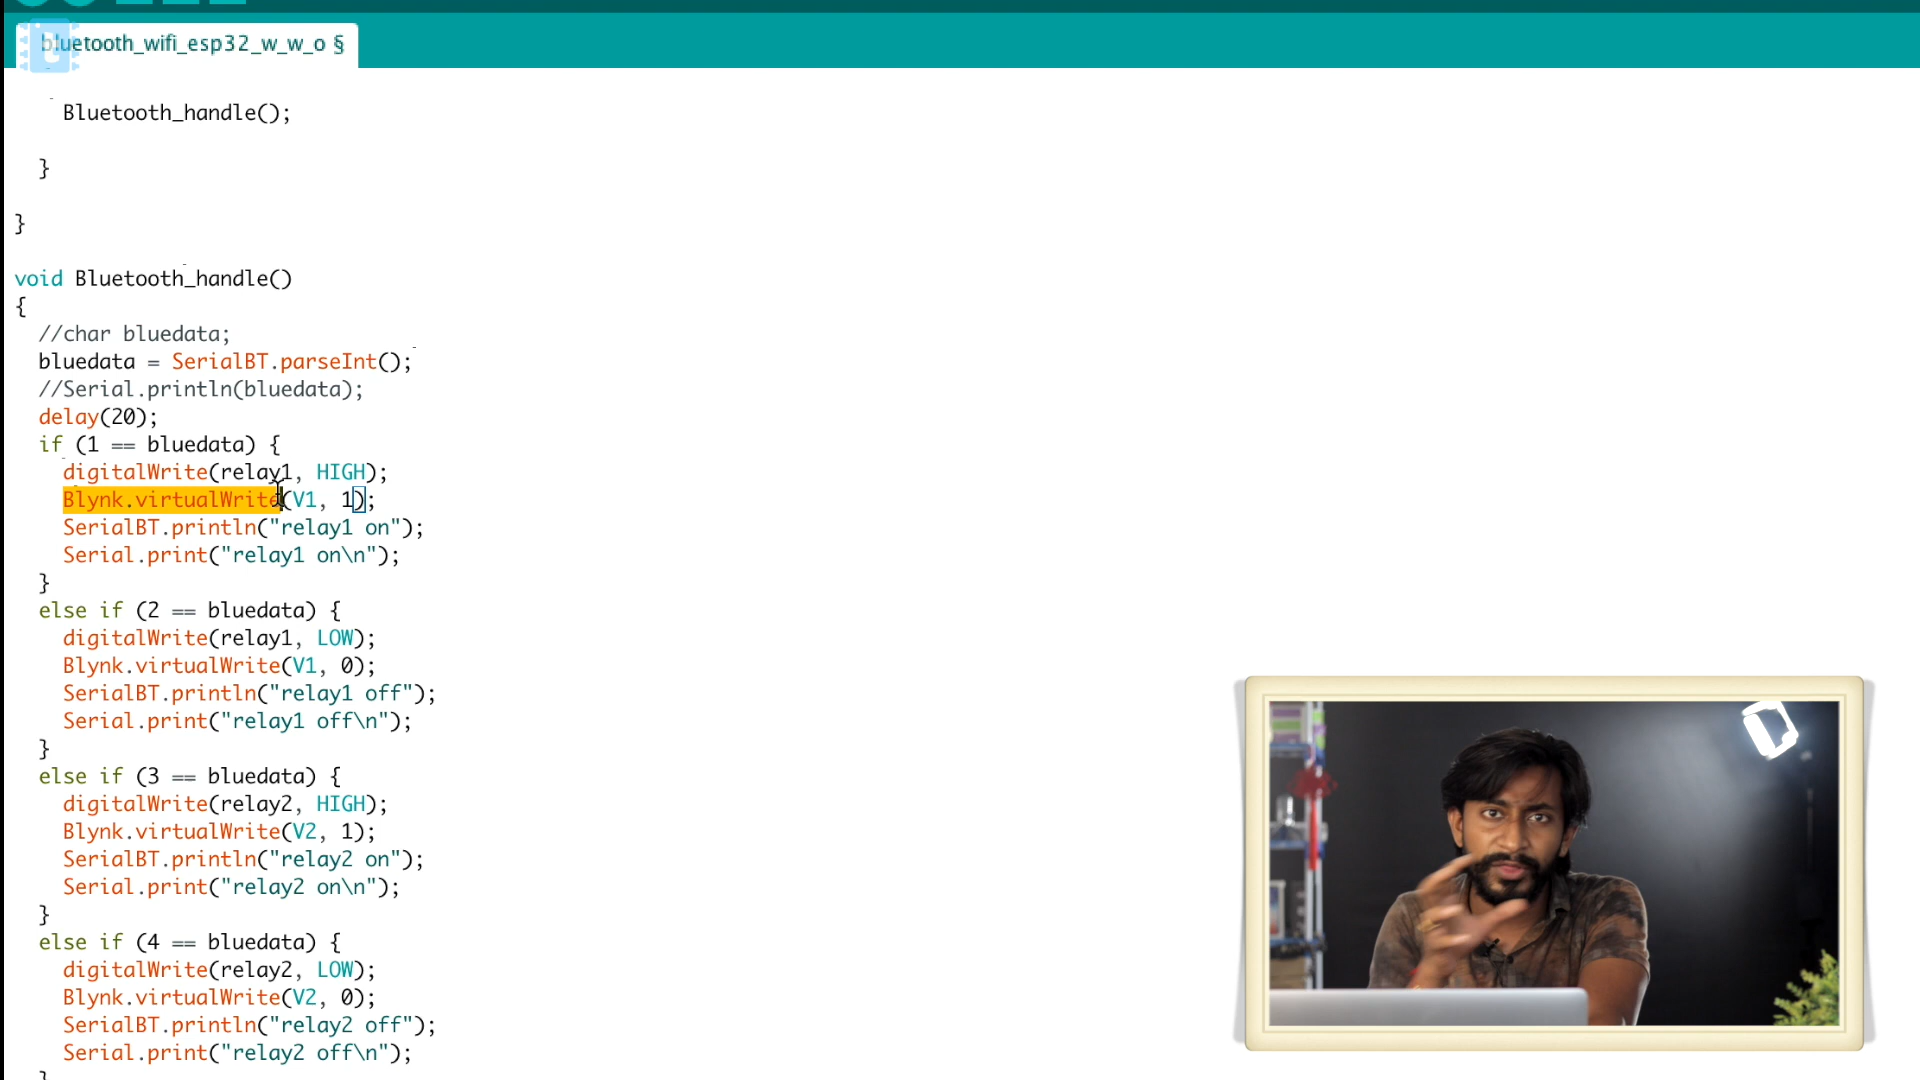 bluetooth_wifi_esp32_w_w_o §
Bluetooth_handle();
}
}
void Bluetooth_handle()
{
//char bluedata;
bluedata = SerialBT.parseInt();
//Serial.println(bluedata);
delay(20);
if (1 == bluedata) {
digitalWrite(relay1, HIGH);
Blynk.virtualWrite(V1, 1);
SerialBT.println("relay1 on");
Serial.print("relay1 on\n");
}
else if (2 == bluedata) {
digitalWrite(relay1, LOW);
Blynk.virtualWrite(V1, 0);
SerialBT.println("relay1 off");
Serial.print("relay1 off\n");
}
else if (3 == bluedata) {
digitalWrite(relay2, HIGH);
Blynk.virtualWrite(V2, 1);
SerialBT.println("relay2 on");
Serial.print("relay2 on\n");
}
else if (4 == bluedata) {
digitalWrite(relay2, LOW);
Blynk.virtualWrite(V2, 0);
SerialBT.println("relay2 off");
Serial.print("relay2 off\n");
}